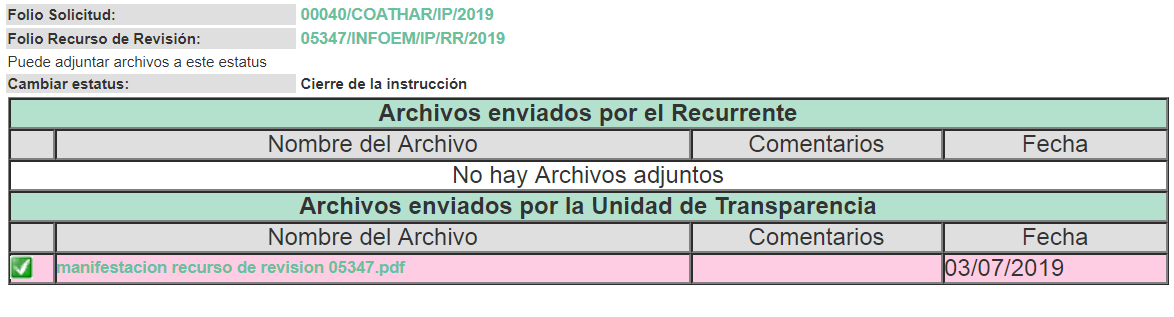 Folio Solicitud: 00040/COATHAR/IP/2019
Folio Recurso de Revisión: 05347/INFOEM/IP/RR/2019
Puede adjuntar archivos a este estatus
Cambiar estatus: Cierre de la instrucción
Archivos enviados por el Recurrente
Nombre del Archivo Comentarios Fecha
No hay Archivos adjuntos
Archivos enviados por la Unidad de Transparencia
Nombre del Archivo Comentarios Fecha
manifestacion recurso de revision 05347.pdf 03/07/2019